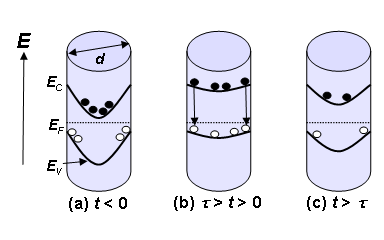 E
d
E_C
E_F
E_V
(a) t < 0
(b) τ > t > 0
(c) t > τ